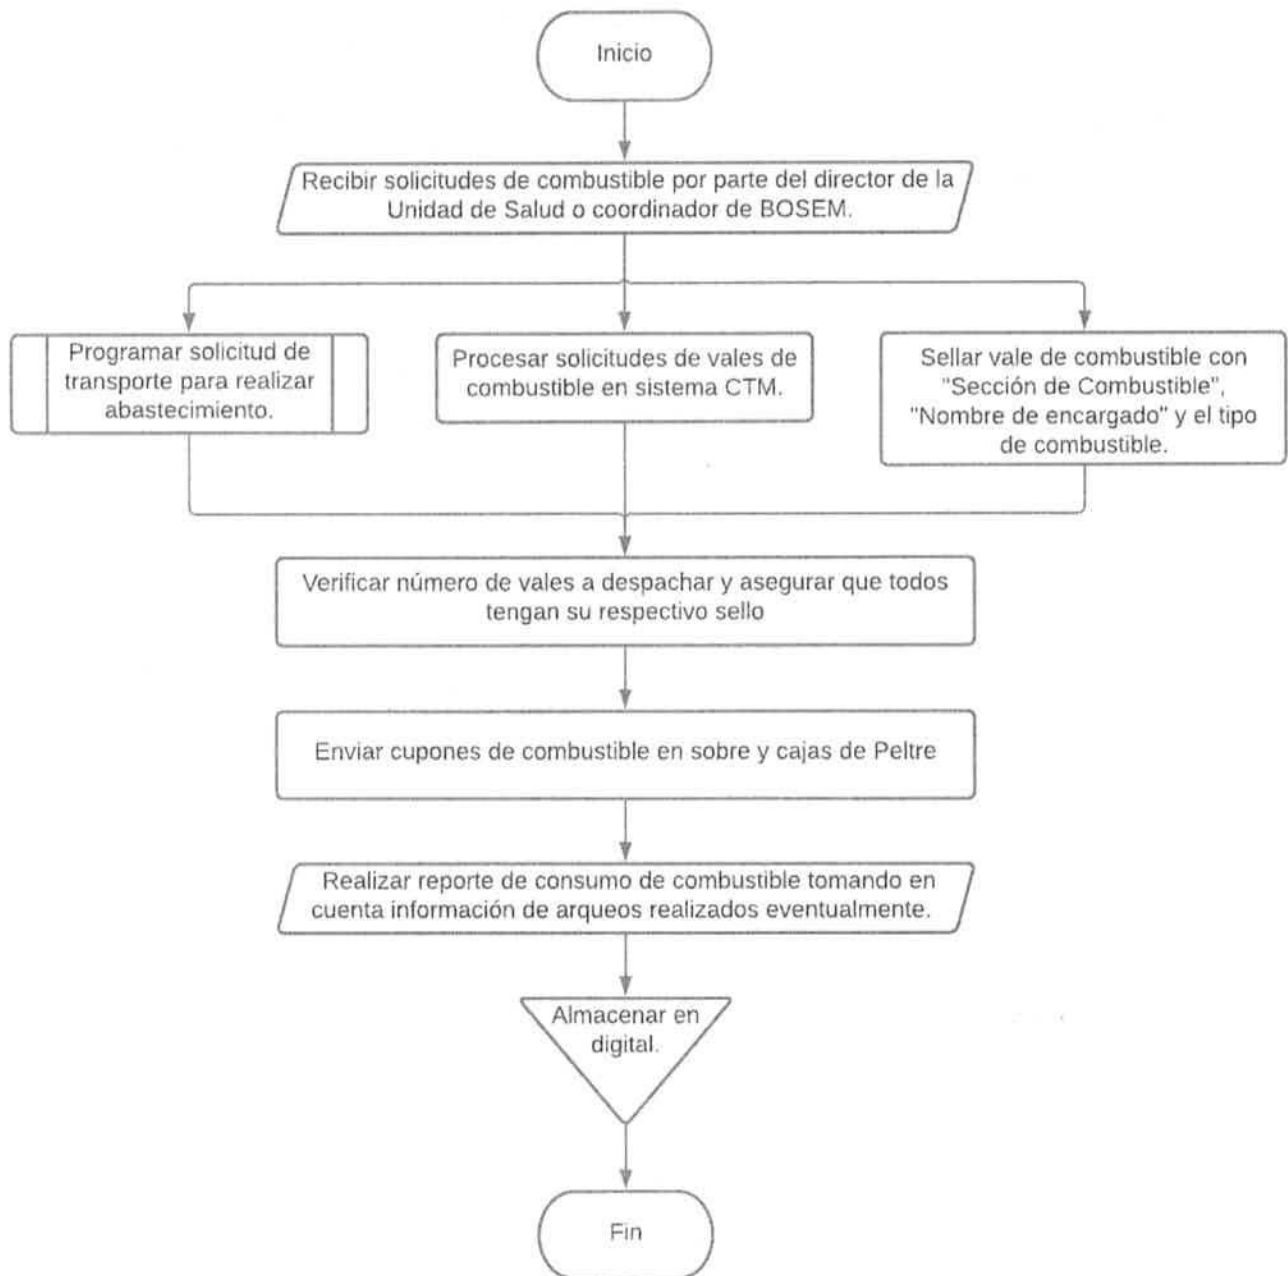 Inicio
Recibir solicitudes de combustible por parte del director de la
Unidad de Salud o coordinador de BOSEM.
Programar solicitud de
transporte para realizar
abastecimiento.
Procesar solicitudes de vales de
combustible en sistema CTM.
Sellar vale de combustible con
"Sección de Combustible",
"Nombre de encargado" y el tipo
de combustible.
Verificar número de vales a despachar y asegurar que todos
tengan su respectivo sello
Enviar cupones de combustible en sobre y cajas de Peltre
Realizar reporte de consumo de combustible tomando en
cuenta información de arqueos realizados eventualmente.
Almacenar en
digital.
Fin